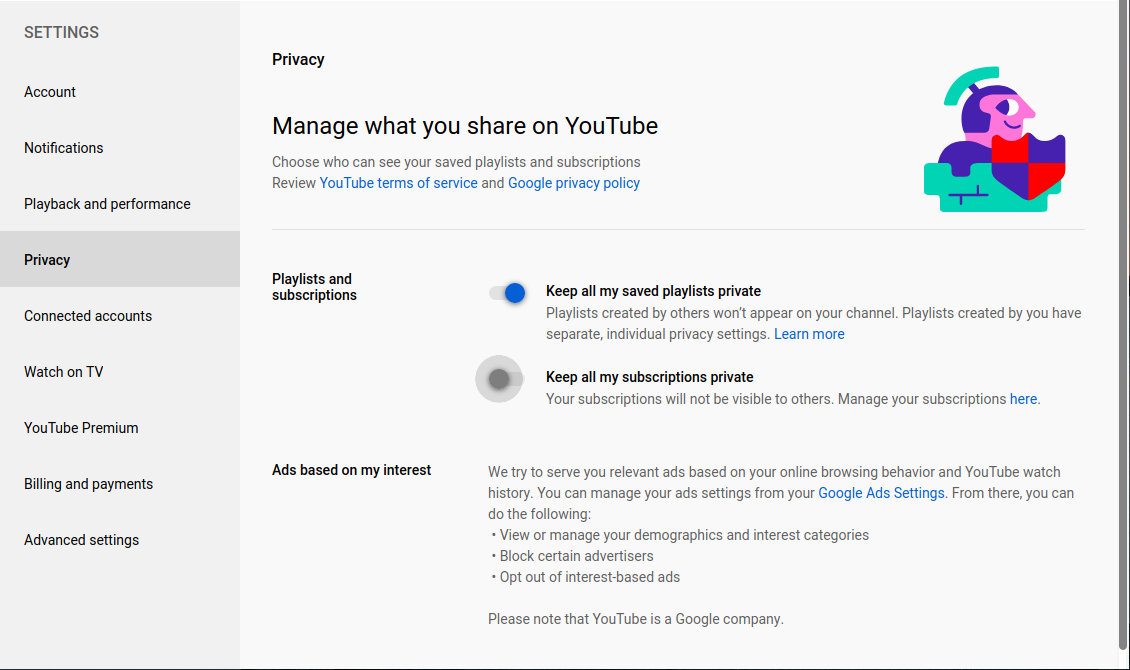 SETTINGS
Account
Notifications
Playback and performance
Privacy
Connected accounts
Watch on TV
YouTube Premium
Billing and payments
Advanced settings
Privacy
Manage what you share on YouTube
Choose who can see your saved playlists and subscriptions
Review YouTube terms of service and Google privacy policy
Playlists and
subscriptions
Keep all my saved playlists private
Playlists created by others won't appear on your channel. Playlists created by you have
separate, individual privacy settings. Learn more
Keep all my subscriptions private
Your subscriptions will not be visible to others. Manage your subscriptions here.
Ads based on my interest
We try to serve you relevant ads based on your online browsing behavior and YouTube watch
history. You can manage your ads settings from your Google Ads Settings. From there, you can
do the following:
• View or manage your demographics and interest categories
• Block certain advertisers
• Opt out of interest-based ads
Please note that YouTube is a Google company.